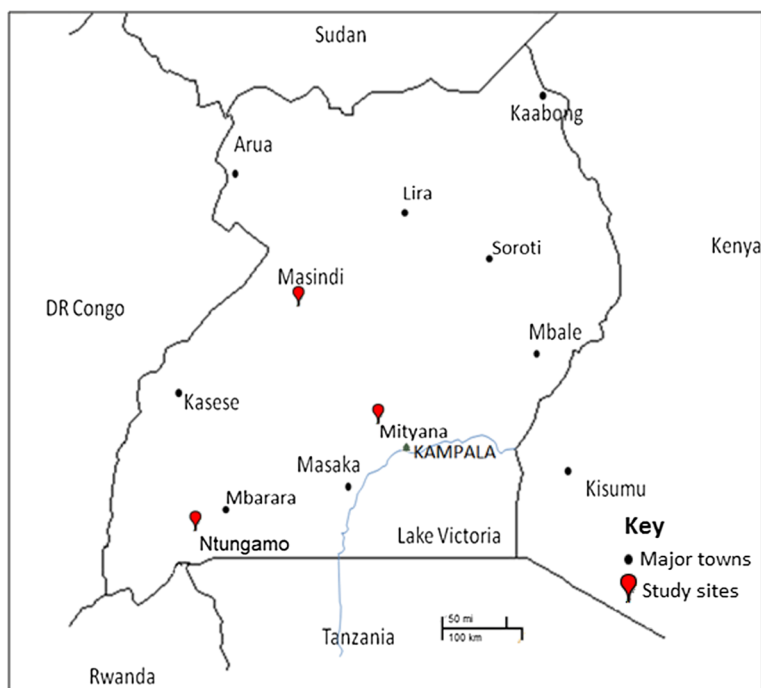 Sudan
Kaabong
Arua
Lira
Soroti
Kenya
Masindi
DR Congo
Mbale
Kasese
Mityana
KAMPALA
Masaka
Kisumu
Mbarara
Ntungamo
Lake Victoria
Key
Major towns
Study sites
50 mi
100 km
Tanzania
Rwanda